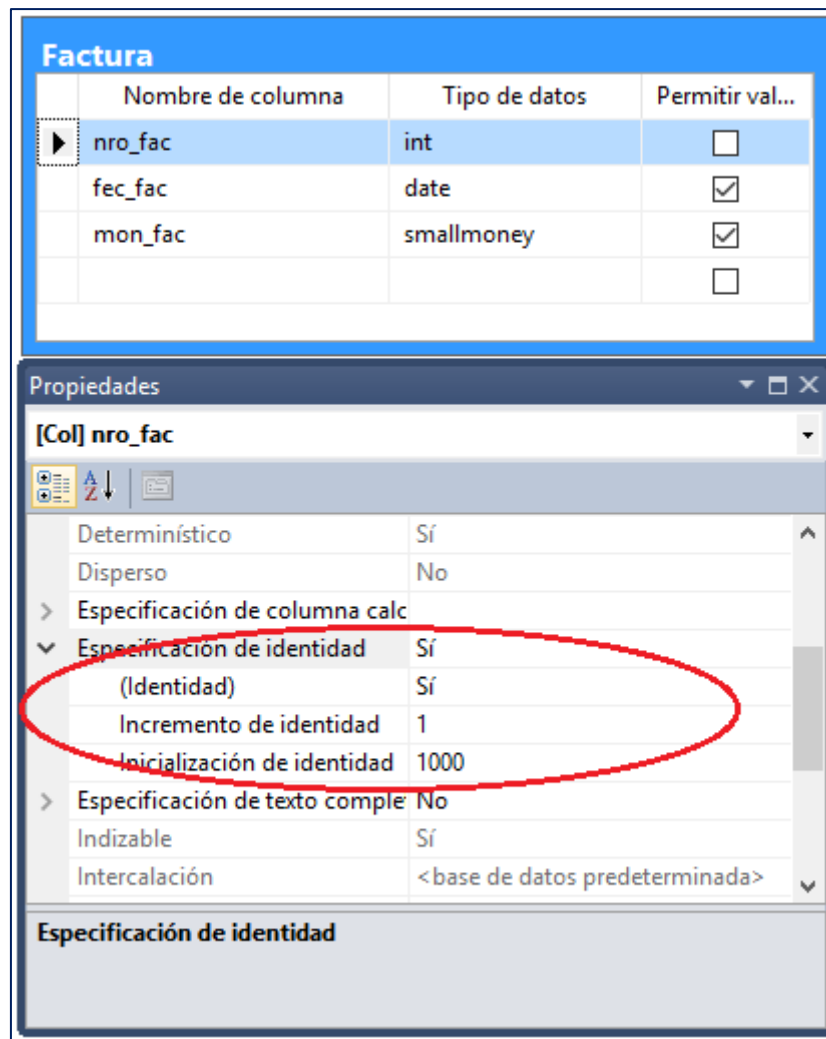 Factura
Nombre de columna Tipo de datos Permitir val...
nro_fac int
fec_fac date
mon_fac smallmoney
Propiedades
[Col] nro_fac
Determinístico Sí
Disperso No
Especificación de columna calc
Especificación de identidad Sí
(Identidad) Sí
Incremento de identidad 1
Inicialización de identidad 1000
Especificación de texto comple No
Indizable Sí
Intercalación <base de datos predeterminada>
Especificación de identidad